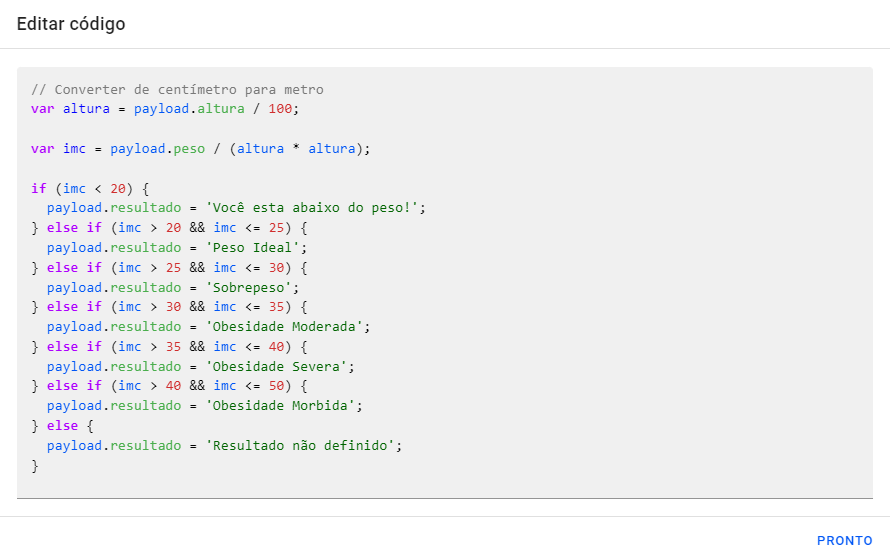 Editar código
// Converter de centímetro para metro
var altura = payload.altura / 100;
var imc = payload.peso / (altura * altura);
if (imc < 20) {
  payload.resultado = 'Você esta abaixo do peso!';
} else if (imc > 20 && imc <= 25) {
  payload.resultado = 'Peso Ideal';
} else if (imc > 25 && imc <= 30) {
  payload.resultado = 'Sobrepeso';
} else if (imc > 30 && imc <= 35) {
  payload.resultado = 'Obesidade Moderada';
} else if (imc > 35 && imc <= 40) {
  payload.resultado = 'Obesidade Severa';
} else if (imc > 40 && imc <= 50) {
  payload.resultado = 'Obesidade Morbida';
} else {
  payload.resultado = 'Resultado não definido';
}
PRONTO